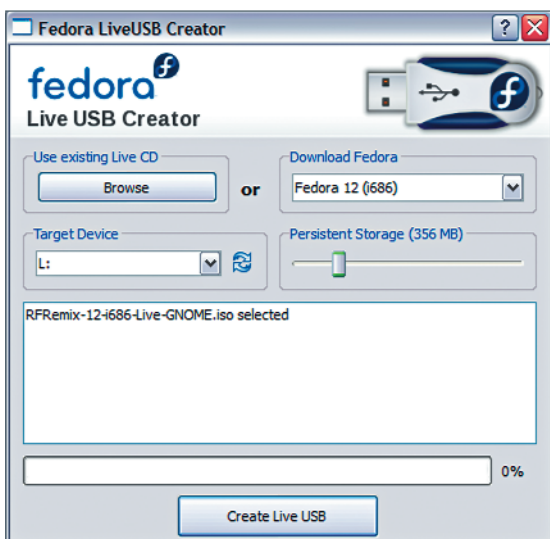 Fedora LiveUSB Creator
fedora
Live USB Creator
Use existing Live CD
Browse
or
Download Fedora
Fedora 12 (i686)
Target Device
L:
Persistent Storage (356 MB)
RFRemix-12-i686-Live-GNOME.iso selected
0%
Create Live USB